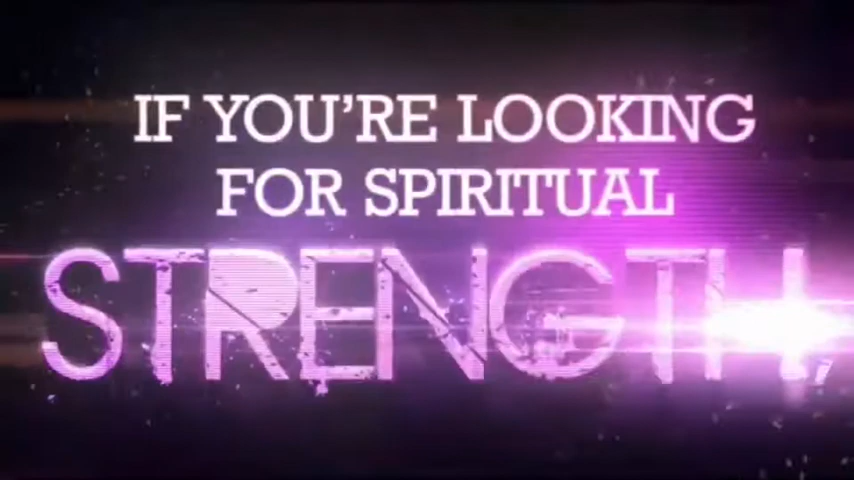 IF YOU'RE LOOKING
FOR SPIRITUAL
STRENGTH,